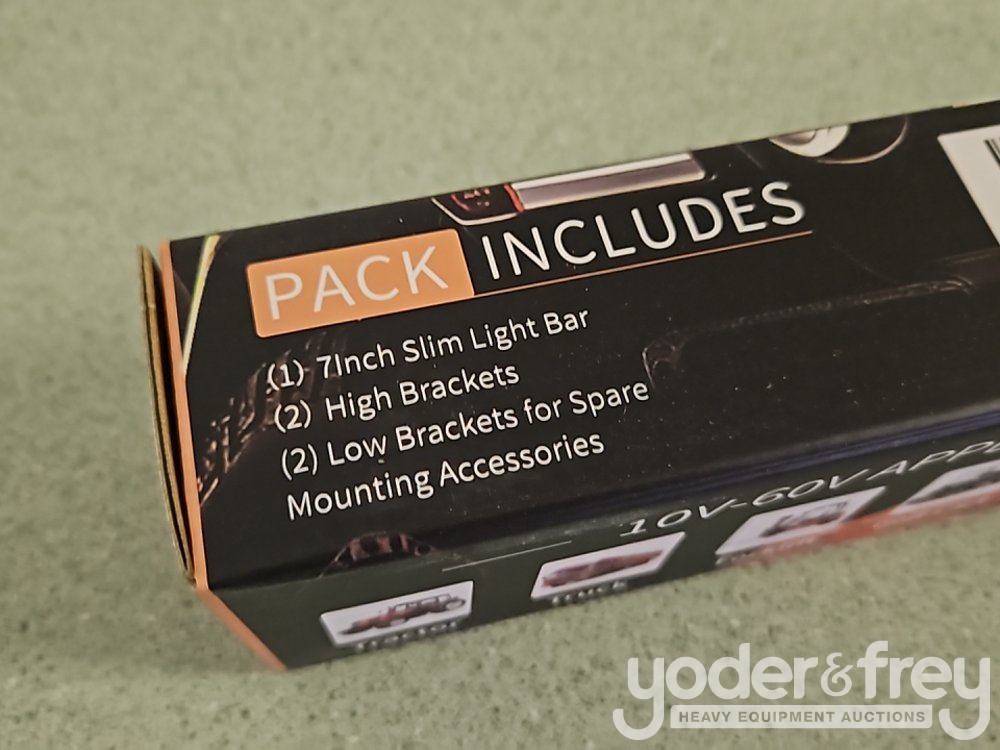 PACK INCLUDES
(1) 7Inch Slim Light Bar
(2) High Brackets
(2) Low Brackets for Spare
Mounting Accessories
10V-60V
Tractor
Truck
yoder&frey
HEAVY EQUIPMENT AUCTIONS